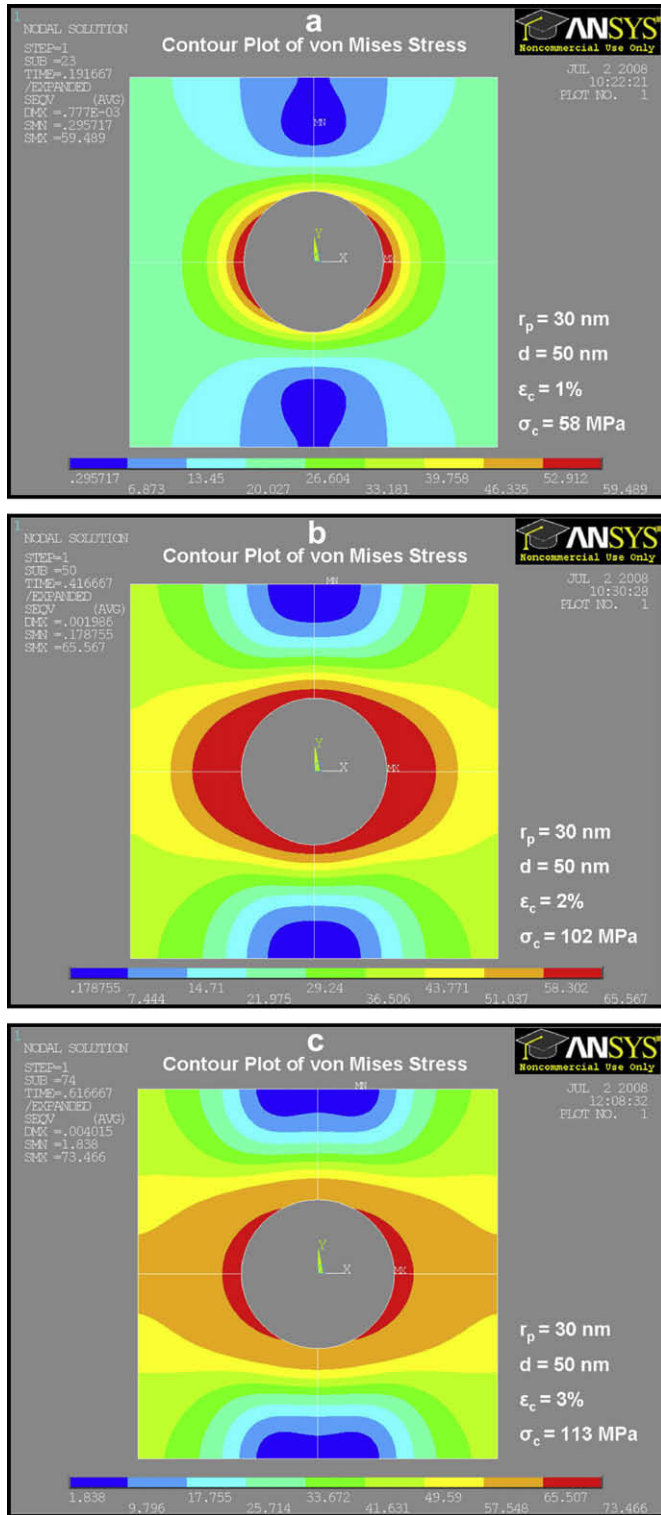 1
NODAL SOLUTION
STEP=1
SUB =23
TIME=.191667
/EXPANDED
SEQV (AVG)
DMX =.777E-03
SMN =.295717
SMX =59.489
a
Contour Plot of von Mises Stress
ANSYS
Noncommercial Use Only
JUL 2 2008
10:22:21
PLOT NO. 1
MN
Y
X
MX
rₚ = 30 nm
d = 50 nm
ε꜀ = 1%
σ꜀ = 58 MPa
.295717 13.45 26.604 39.758 52.912
6.873 20.027 33.181 46.335 59.489
1
NODAL SOLUTION
STEP=1
SUB =50
TIME=.416667
/EXPANDED
SEQV (AVG)
DMX =.001986
SMN =.178755
SMX =65.567
b
Contour Plot of von Mises Stress
ANSYS
Noncommercial Use Only
JUL 2 2008
10:30:28
PLOT NO. 1
MN
Y
X
MX
rₚ = 30 nm
d = 50 nm
ε꜀ = 2%
σ꜀ = 102 MPa
.178755 14.71 29.24 43.771 58.302
7.444 21.975 36.506 51.037 65.567
1
NODAL SOLUTION
STEP=1
SUB =74
TIME=.616667
/EXPANDED
SEQV (AVG)
DMX =.004015
SMN =1.838
SMX =73.466
c
Contour Plot of von Mises Stress
ANSYS
Noncommercial Use Only
JUL 2 2008
12:08:32
PLOT NO. 1
MN
Y
X
MX
rₚ = 30 nm
d = 50 nm
ε꜀ = 3%
σ꜀ = 113 MPa
1.838 17.755 33.672 49.59 65.507
9.796 25.714 41.631 57.548 73.466